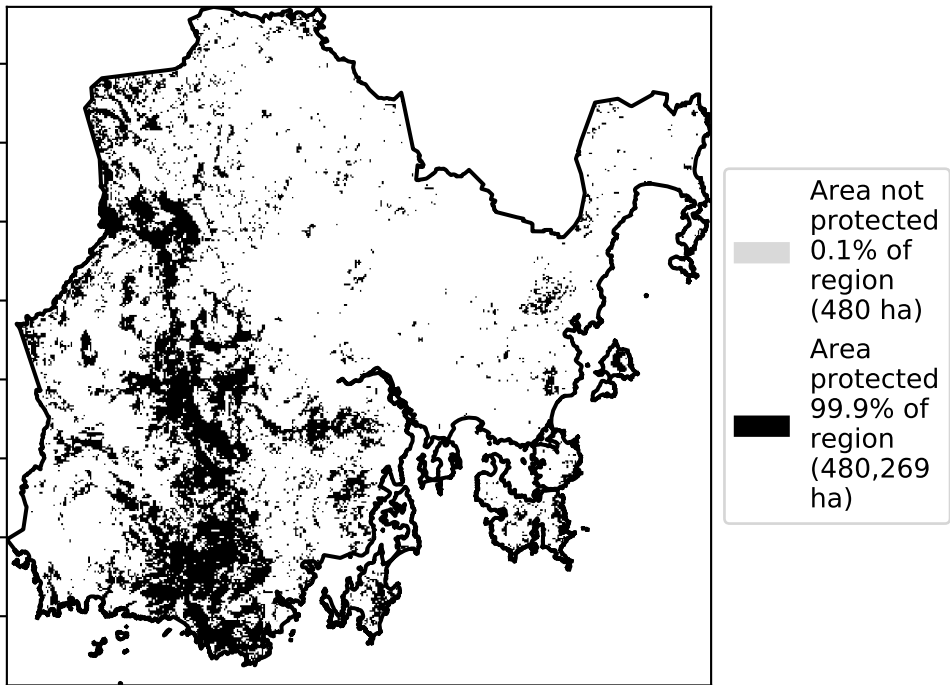 Area not
protected
0.1% of
region
(480 ha)
Area
protected
99.9% of
region
(480,269
ha)